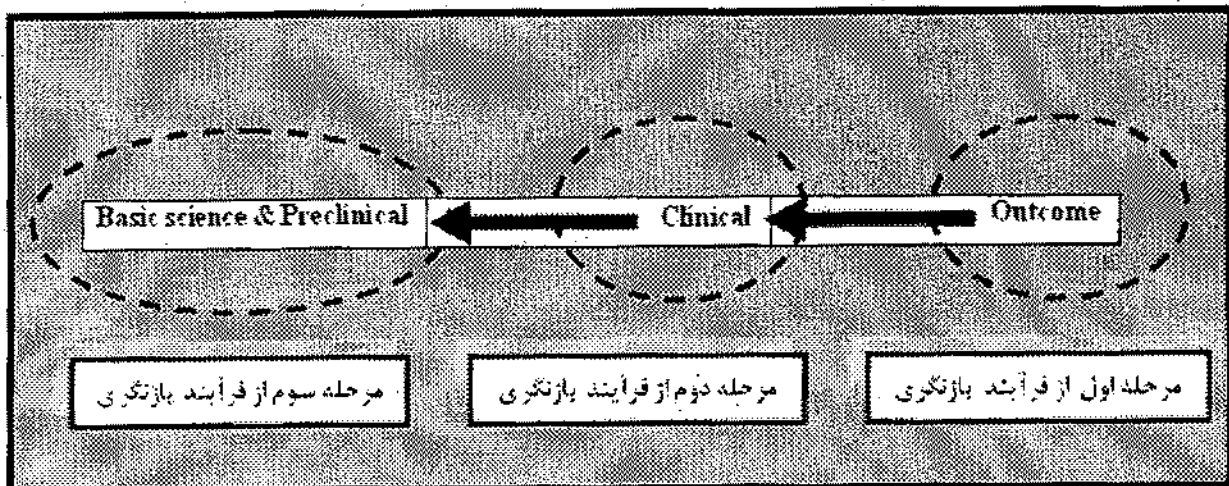 Basic science & Preclinical
Clinical
Outcome
مرحله اول از فرآیند بازنگری
مرحله دوم از فرآیند بازنگری
مرحله سوم از فرآیند بازنگری